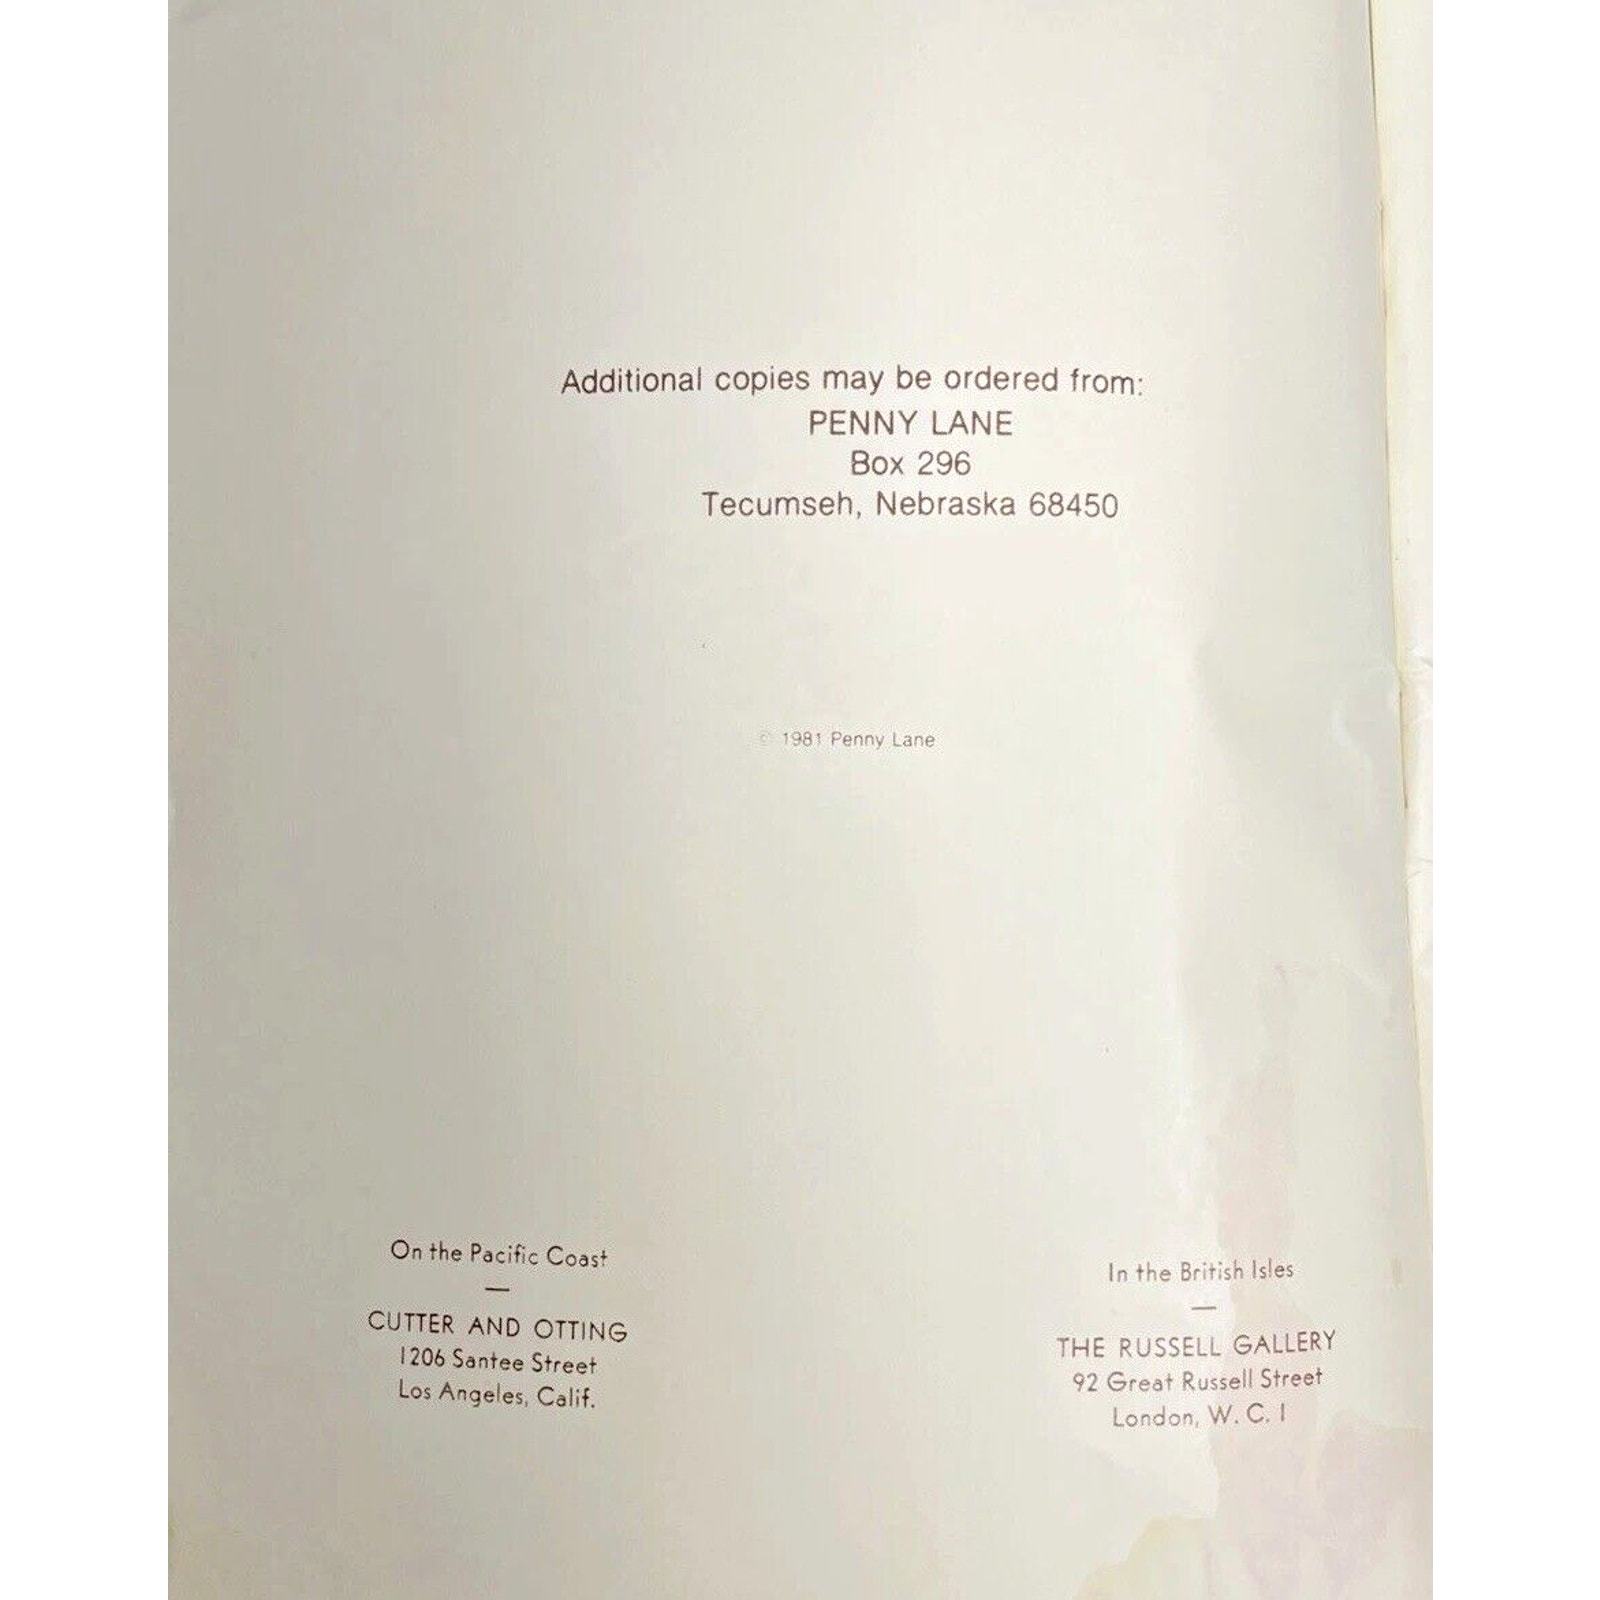 Additional copies may be ordered from:
PENNY LANE
Box 296
Tecumseh, Nebraska 68450
© 1981 Penny Lane
On the Pacific Coast
—
CUTTER AND OTTING
1206 Santee Street
Los Angeles, Calif.
In the British Isles
—
THE RUSSELL GALLERY
92 Great Russell Street
London, W. C. 1